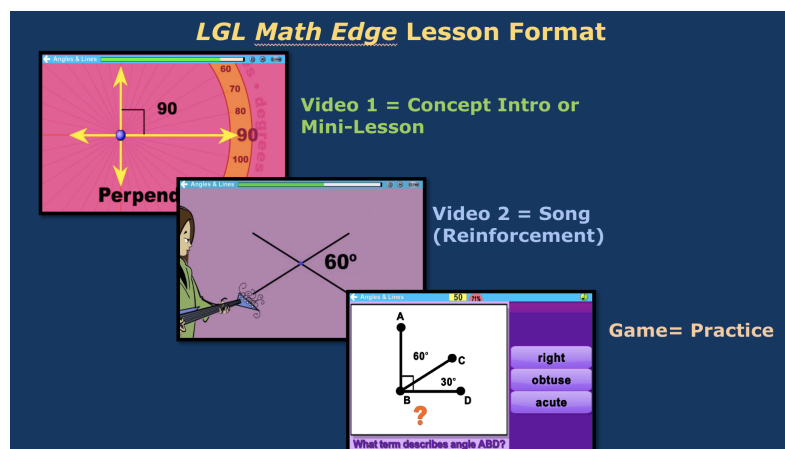 LGL Math Edge Lesson Format
Angles & Lines
60
70
80
90
90
100
degrees
Perpend
Video 1 = Concept Intro or
Mini-Lesson
Angles & Lines
60º
Video 2 = Song
(Reinforcement)
Angles & Lines
50
71%
A
60°
C
30°
B
D
?
right
obtuse
acute
What term describes angle ABD?
Game= Practice